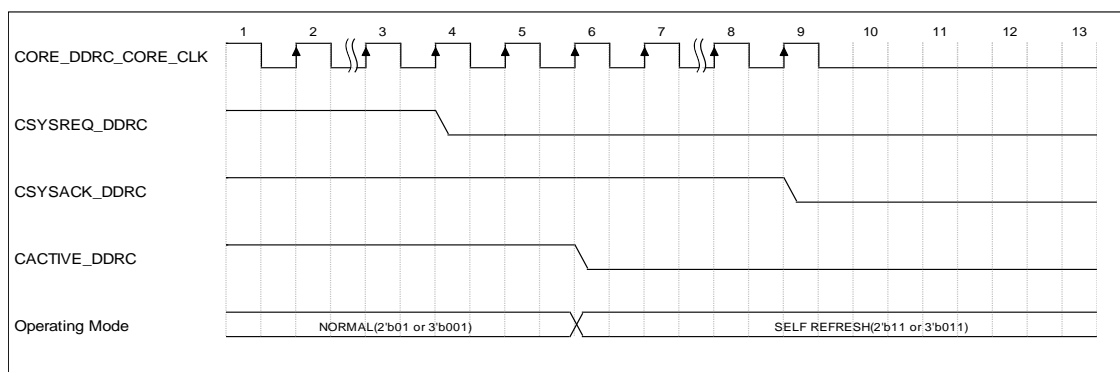 1 2 3 4 5 6 7 8 9 10 11 12 13
CORE_DDRC_CORE_CLK
CSYSREQ_DDRC
CSYSACK_DDRC
CACTIVE_DDRC
Operating Mode NORMAL(2'b01 or 3'b001) SELF REFRESH(2'b11 or 3'b011)